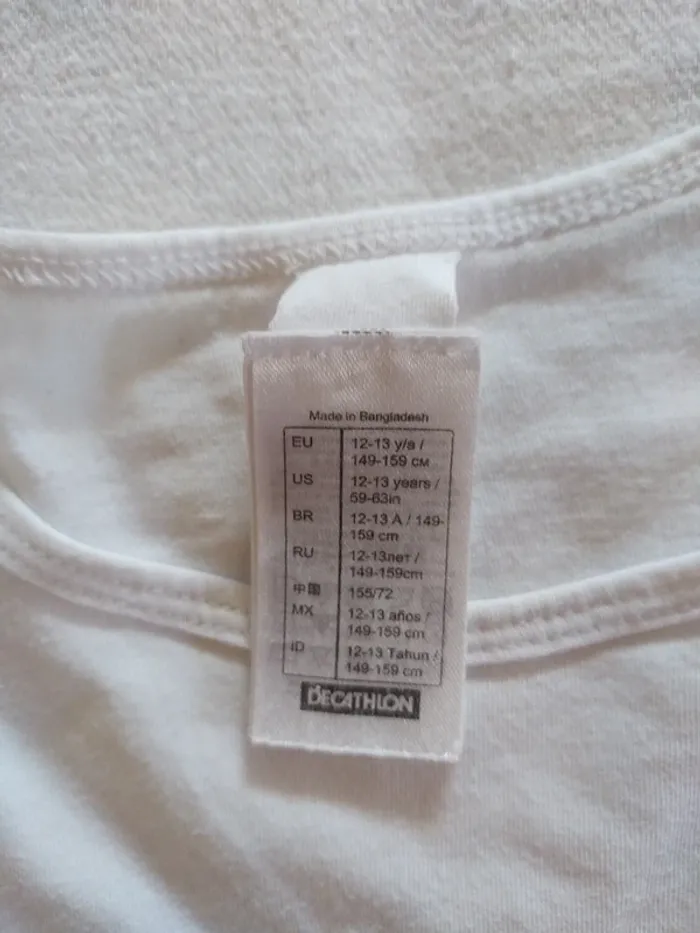 Made in Bangladesh
EU 12-13 y/a /
149-159 см
US 12-13 years /
59-63in
BR 12-13 A / 149-
159 cm
RU 12-13лет /
149-159cm
中国 155/72
MX 12-13 años /
149-159 cm
ID 12-13 Tahun /
149-159 cm
DECATHLON